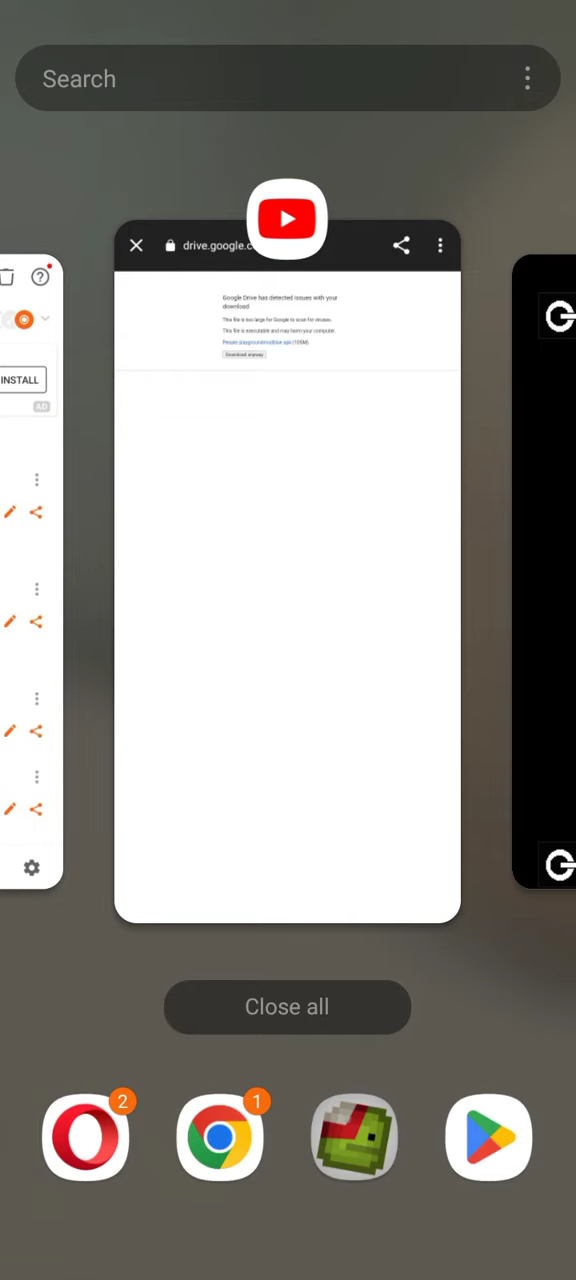 Search
drive.google.c
Google Drive has detected issues with your
download
This file is too large for Google to scan for viruses.
This file is executable and may harm your computer.
(105M)
Download anyway
INSTALL
AD
Close all
2
1